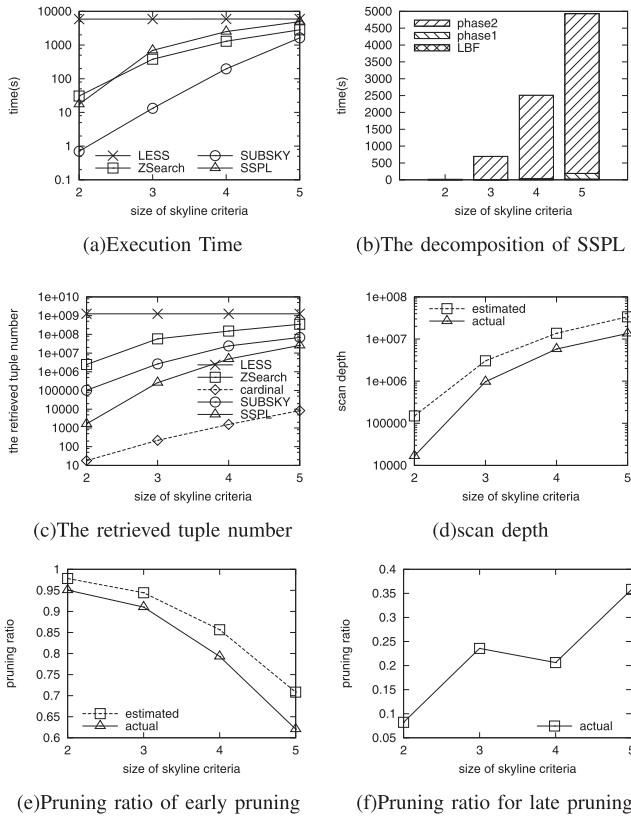 10000
1000
100
10
1
0.1
time(s)
2 3 4 5
size of skyline criteria
LESS
ZSearch
SUBSKY
SSPL
(a)Execution Time
5000
4500
4000
3500
3000
2500
2000
1500
1000
500
0
time(s)
phase2
phase1
LBF
2 3 4 5
size of skyline criteria
(b)The decomposition of SSPL
1e+010
1e+009
1e+008
1e+007
1e+006
100000
10000
1000
100
10
the retrieved tuple number
LESS
ZSearch
cardinal
SUBSKY
SSPL
2 3 4 5
size of skyline criteria
(c)The retrieved tuple number
1e+008
1e+007
1e+006
100000
10000
scan depth
estimated
actual
2 3 4 5
size of skyline criteria
(d)scan depth
1
0.95
0.9
0.85
0.8
0.75
0.7
0.65
0.6
pruning ratio
estimated
actual
2 3 4 5
size of skyline criteria
(e)Pruning ratio of early pruning
0.4
0.35
0.3
0.25
0.2
0.15
0.1
0.05
pruning ratio
actual
2 3 4 5
size of skyline criteria
(f)Pruning ratio for late pruning